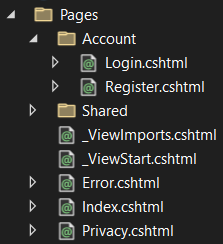 Pages
Account
Login.cshtml
Register.cshtml
Shared
_ViewImports.cshtml
_ViewStart.cshtml
Error.cshtml
Index.cshtml
Privacy.cshtml